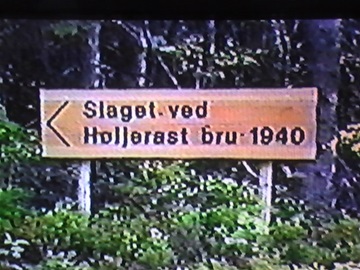 Slaget ved
Høljerast bru 1940